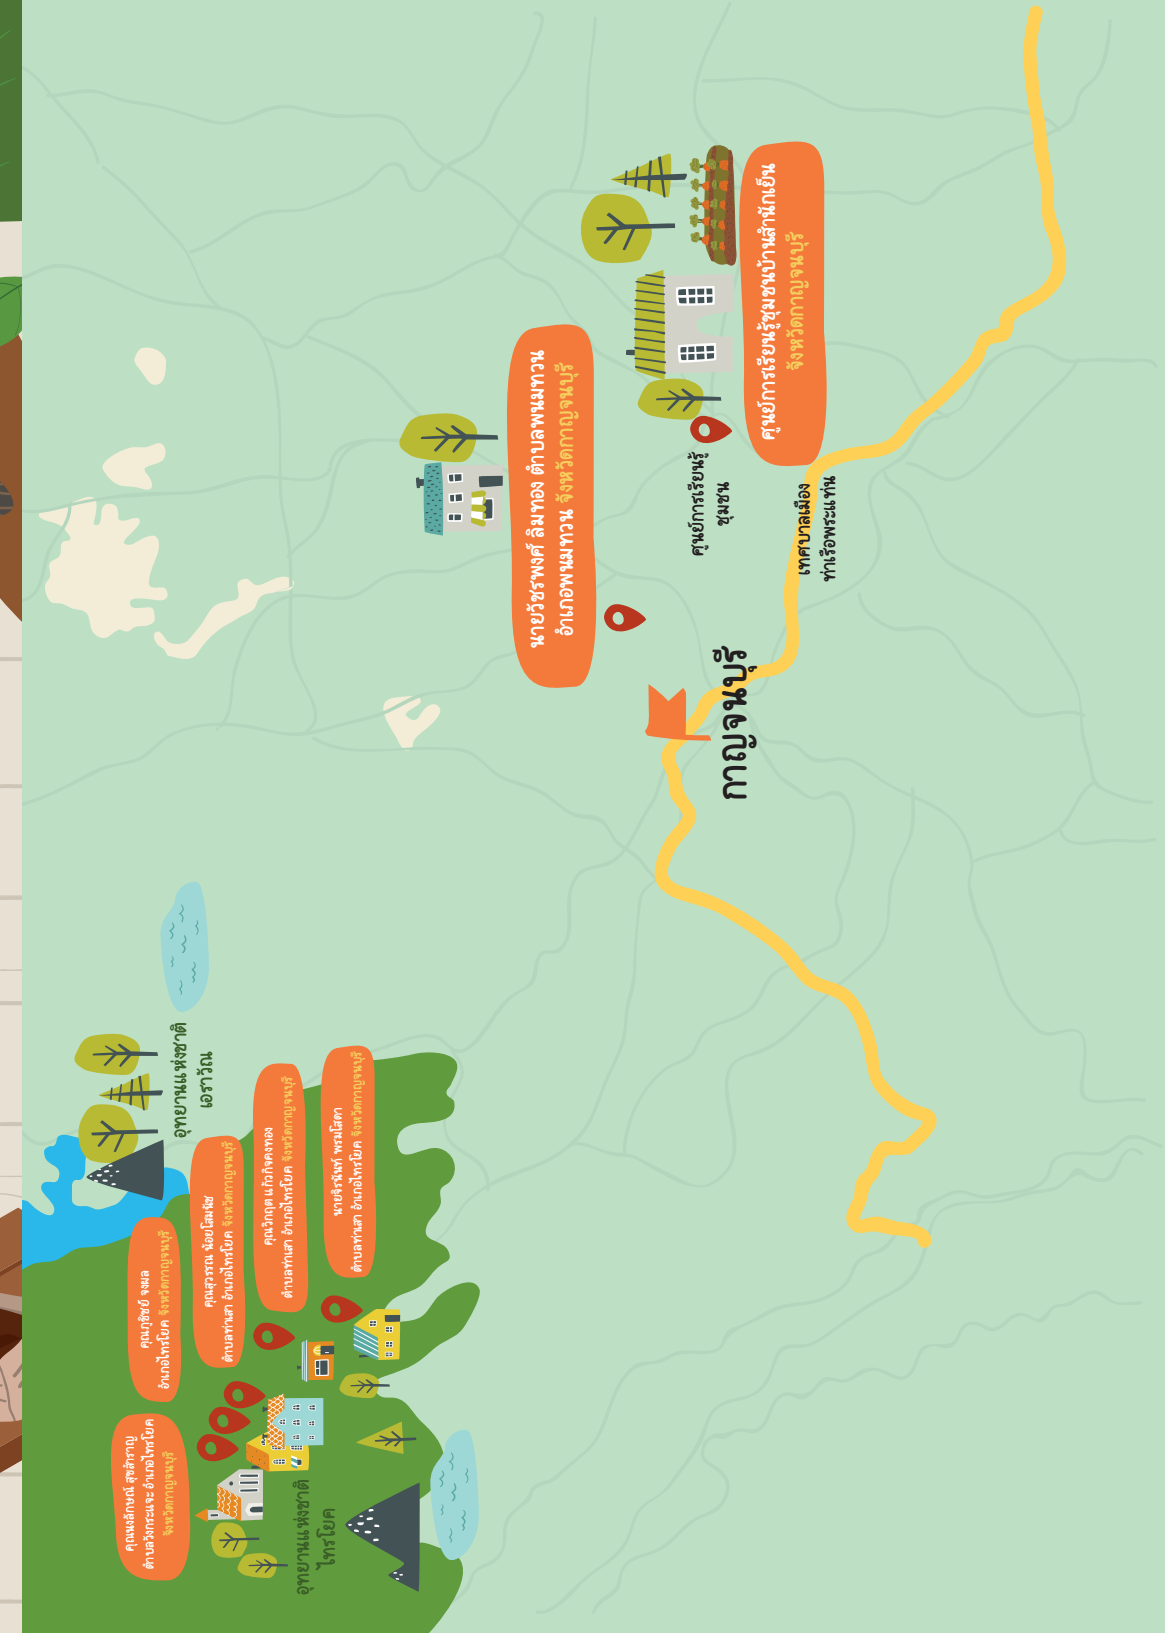 คุณนงลักษณ์ สุขสำราญ
ตำบลวังกระแจะ อำเภอไทรโยค
จังหวัดกาญจนบุรี
คุณภูชิชย์ จงผล
อำเภอไทรโยค จังหวัดกาญจนบุรี
คุณสุวรรณ น้อยโสมนัช
ตำบลท่าเสา อำเภอไทรโยค จังหวัดกาญจนบุรี
คุณวิกฤต แก้วกิจคงทอง
ตำบลท่าเสา อำเภอไทรโยค จังหวัดกาญจนบุรี
นายจิรนันท์ พรมโสดา
ตำบลท่าเสา อำเภอไทรโยค จังหวัดกาญจนบุรี
อุทยานแห่งชาติ
ไทรโยค
อุทยานแห่งชาติ
เอราวัณ
นายวัชรพงศ์ ลิมทอง ตำบลพนมทวน
อำเภอพนมทวน จังหวัดกาญจนบุรี
กาญจนบุรี
ศูนย์การเรียนรู้
ชุมชน
ศูนย์การเรียนรู้ชุมชนบ้านสำนักเย็น
จังหวัดกาญจนบุรี
เทศบาลเมือง
ท่าเรือพระแท่น